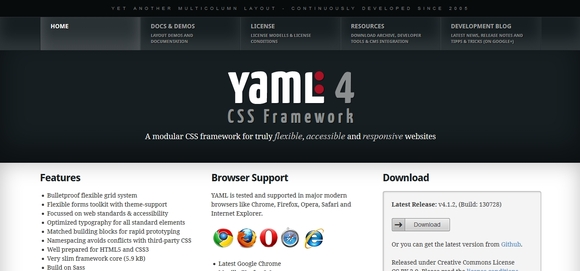 YET ANOTHER MULTICOLUMN LAYOUT - CONTINUOUSLY DEVELOPED SINCE 2005
HOME
DOCS & DEMOS
LAYOUT DEMOS AND
DOCUMENTATION
LICENSE
LICENSE MODELS & LICENSE
CONDITIONS
RESOURCES
DOWNLOAD ARCHIVE, DEVELOPER
TOOLS & CMS INTEGRATION
DEVELOPMENT BLOG
LATEST NEWS, RELEASE NOTES AND
TIPPS & TRICKS (ON GOOGLE+)
YAML 4
CSS Framework
A modular CSS framework for truly flexible, accessible and responsive websites
Features
• Bulletproof flexible grid system
• Flexible forms toolkit with theme-support
• Focussed on web standards & accessibility
• Optimized typography for all standard elements
• Matched building blocks for rapid prototyping
• Namespacing avoids conflicts with third-party CSS
• Well prepared for HTML5 and CSS3
• Very slim framework core (5.9 kB)
• Build on Sass
Browser Support
YAML is tested and supported in major modern
browsers like Chrome, Firefox, Opera, Safari and
Internet Explorer.
• Latest Google Chrome
Download
Latest Release: v4.1.2, (Build: 130728)
Download
Or you can get the latest version from Github.
Released under Creative Commons License